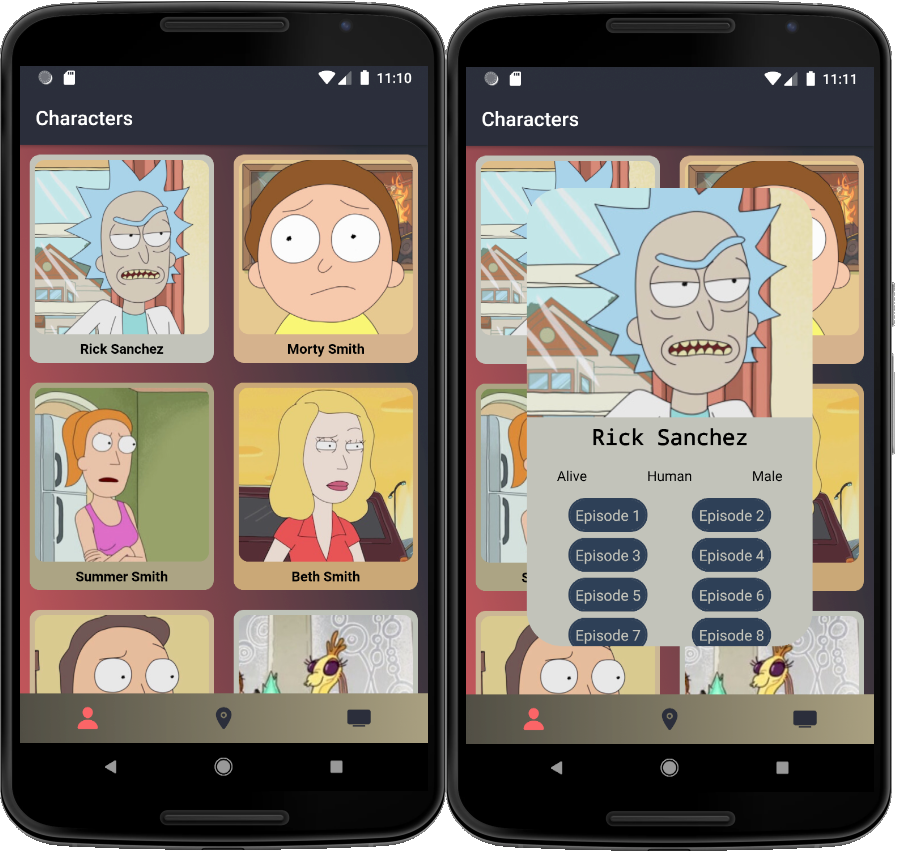 11:10
Characters
Rick Sanchez
Morty Smith
Summer Smith
Beth Smith
11:11
Characters
Rick Sanchez
Alive Human Male
Episode 1 Episode 2
Episode 3 Episode 4
S
Episode 5 Episode 6
Episode 7 Episode 8